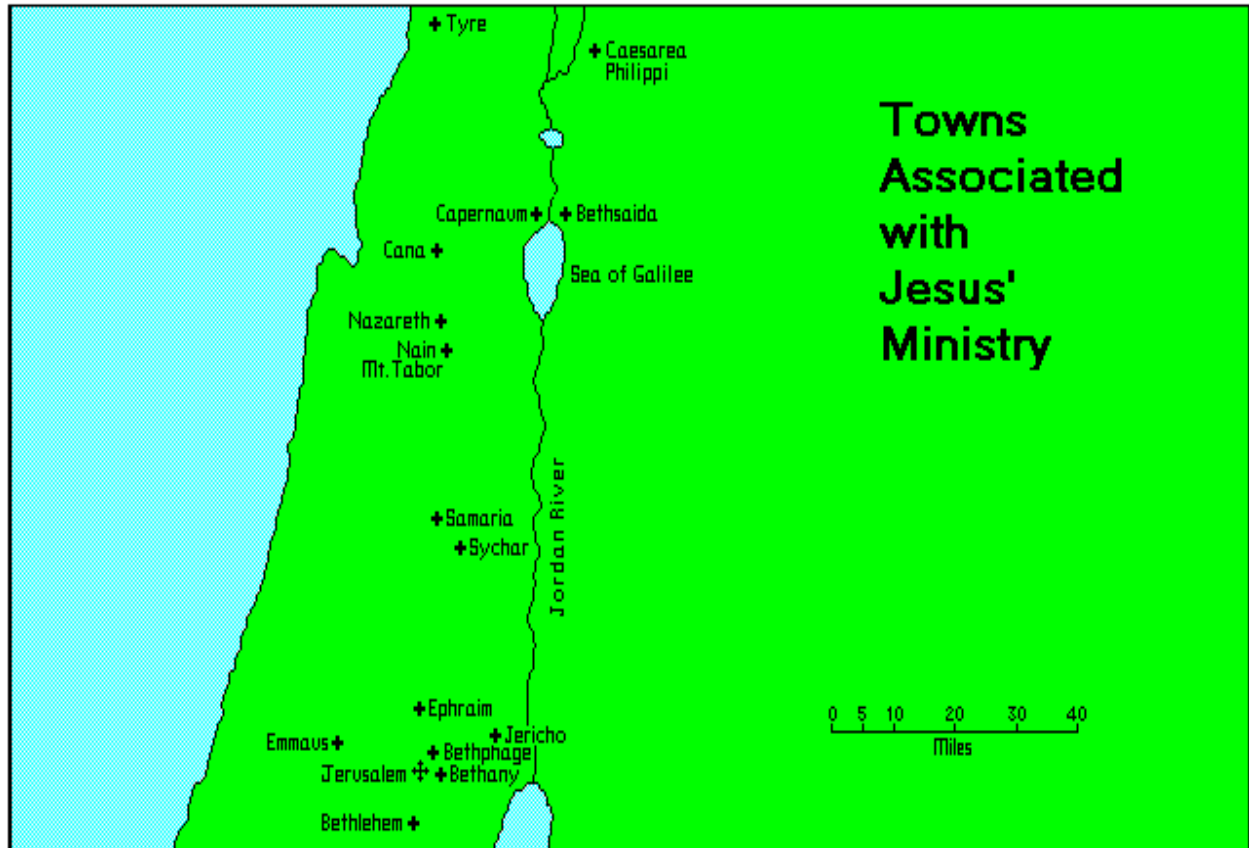 Tyre
Caesarea
Philippi
Towns
Associated
with
Jesus'
Ministry
Capernaum
Bethsaida
Cana
Sea of Galilee
Nazareth
Nain
Mt. Tabor
Jordan River
Samaria
Sychar
Ephraim
Jericho
Emmaus
Bethphage
Jerusalem
Bethany
Bethlehem
0 5 10 20 30 40
Miles